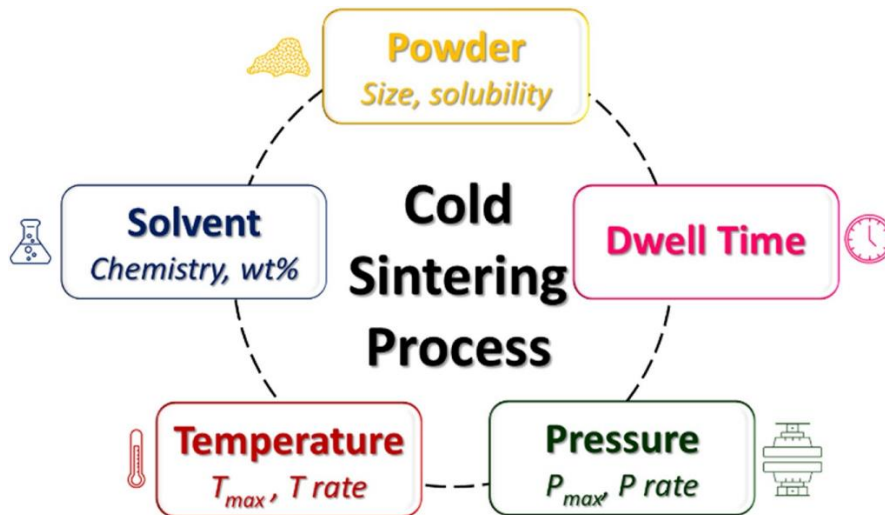 Powder
Size, solubility
Solvent
Chemistry, wt%
Cold
Sintering
Process
Dwell Time
Temperature
Tmax , T rate
Pressure
Pmax, P rate